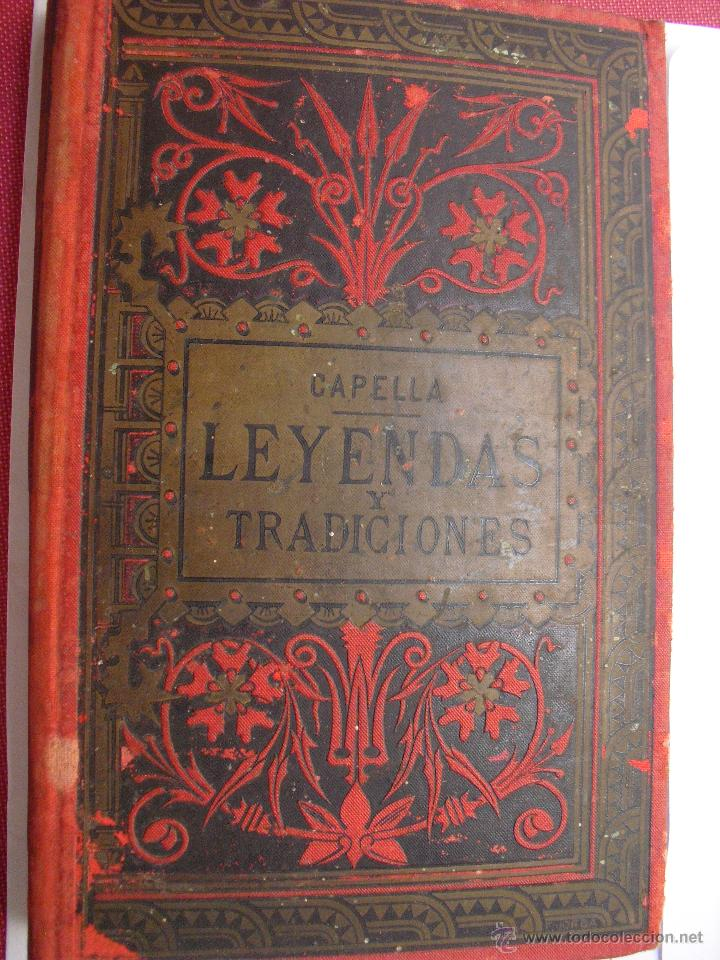 CAPELLA
LEYENDAS
Y
TRADICIONES
© www.todocoleccion.net